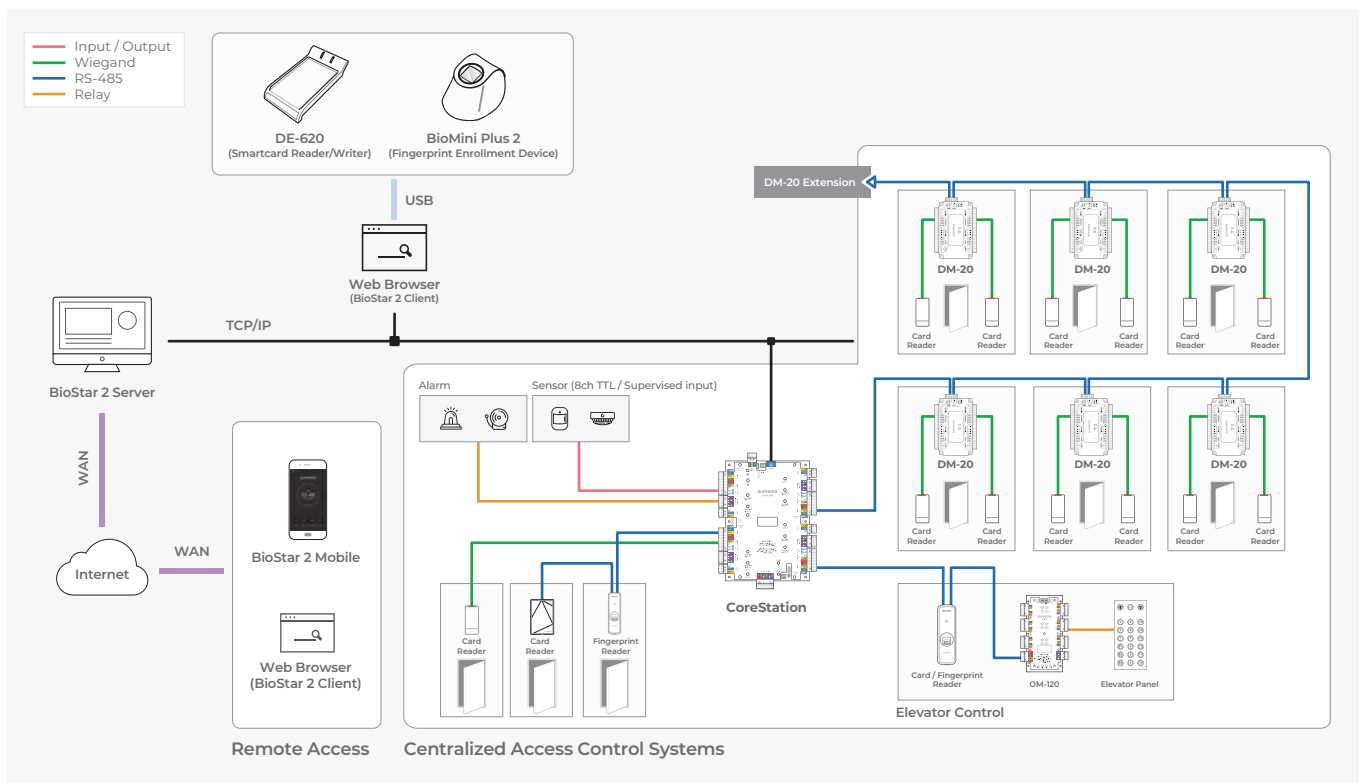 Input / Output
Wiegand
RS-485
Relay
DE-620
(Smartcard Reader/Writer)
BioMini Plus 2
(Fingerprint Enrollment Device)
USB
Web Browser
(BioStar 2 Client)
TCP/IP
BioStar 2 Server
WAN
Internet
WAN
BioStar 2 Mobile
Web Browser
(BioStar 2 Client)
Remote Access
DM-20 Extension
DM-20
Card
Reader
Card
Reader
DM-20
Card
Reader
Card
Reader
DM-20
Card
Reader
Card
Reader
DM-20
Card
Reader
Card
Reader
DM-20
Card
Reader
Card
Reader
DM-20
Card
Reader
Card
Reader
Alarm
Sensor (8ch TTL / Supervised input)
CoreStation
Card
Reader
Card
Reader
Fingerprint
Reader
Card / Fingerprint
Reader
OM-120
Elevator Panel
Elevator Control
Centralized Access Control Systems